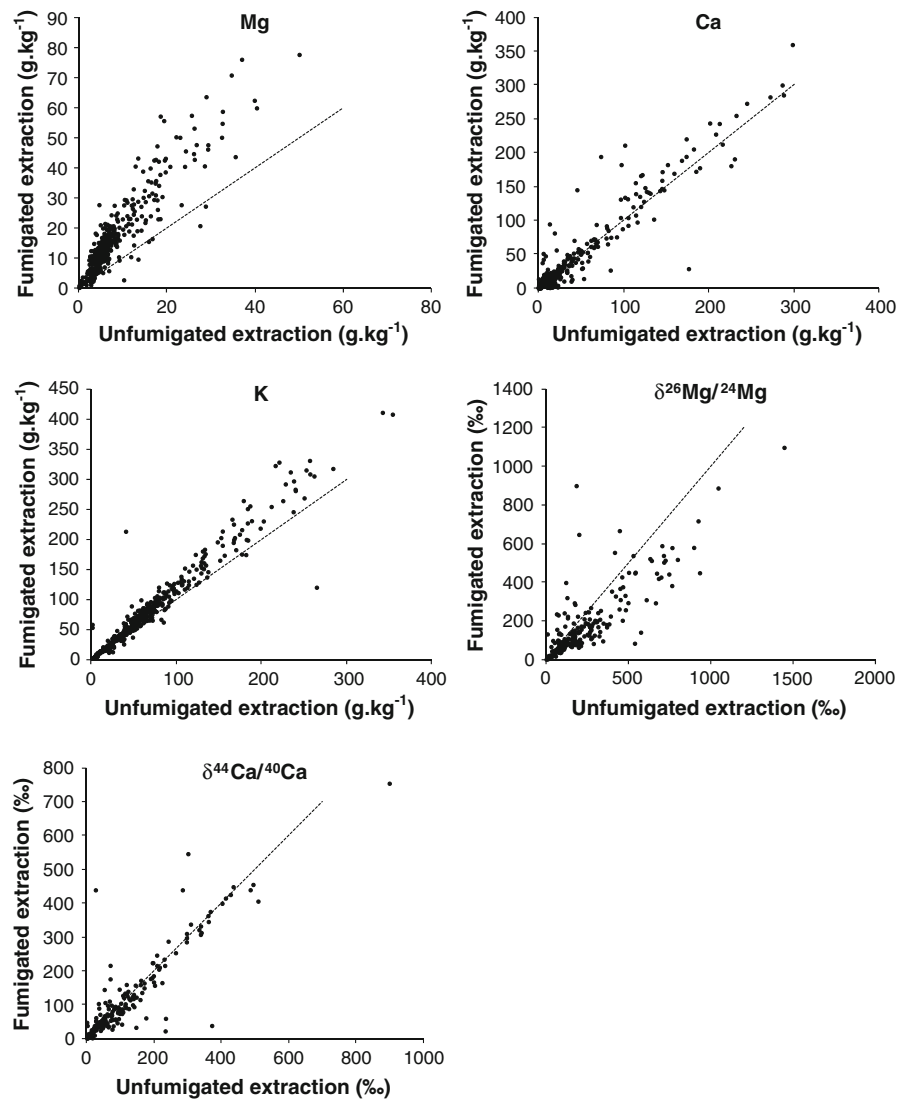 Mg
Fumigated extraction (g.kg⁻¹)
90
80
70
60
50
40
30
20
10
0
0 20 40 60 80
Unfumigated extraction (g.kg⁻¹)
Ca
Fumigated extraction (g.kg⁻¹)
400
350
300
250
200
150
100
50
0
0 100 200 300 400
Unfumigated extraction (g.kg⁻¹)
K
Fumigated extraction (g.kg⁻¹)
450
400
350
300
250
200
150
100
50
0
0 100 200 300 400
Unfumigated extraction (g.kg⁻¹)
δ²⁶Mg/²⁴Mg
Fumigated extraction (‰)
1400
1200
1000
800
600
400
200
0
0 500 1000 1500 2000
Unfumigated extraction (‰)
δ⁴⁴Ca/⁴⁰Ca
Fumigated extraction (‰)
800
700
600
500
400
300
200
100
0
0 200 400 600 800 1000
Unfumigated extraction (‰)